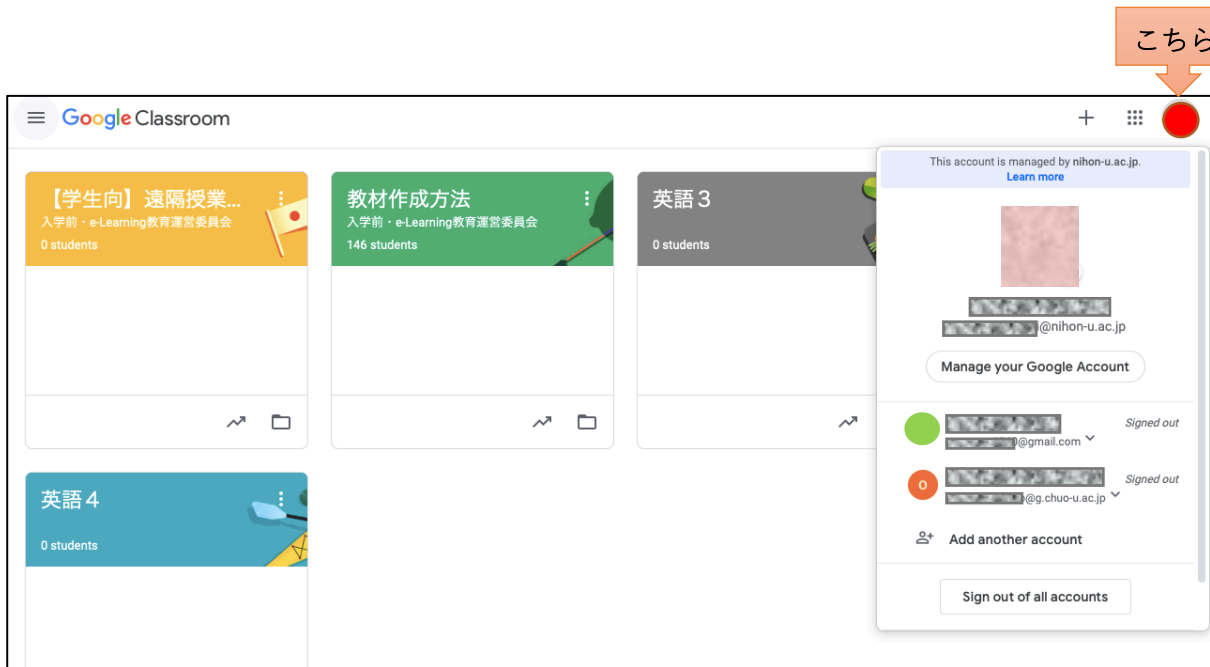 こちら
Google Classroom
【学生向】遠隔授業...
入学前・e-Learning教育運営委員会
0 students
教材作成方法
入学前・e-Learning教育運営委員会
146 students
英語3
0 students
英語4
0 students
This account is managed by nihon-u.ac.jp.
Learn more
@nihon-u.ac.jp
Manage your Google Account
Signed out
@gmail.com
O
Signed out
@g.chuo-u.ac.jp
Add another account
Sign out of all accounts